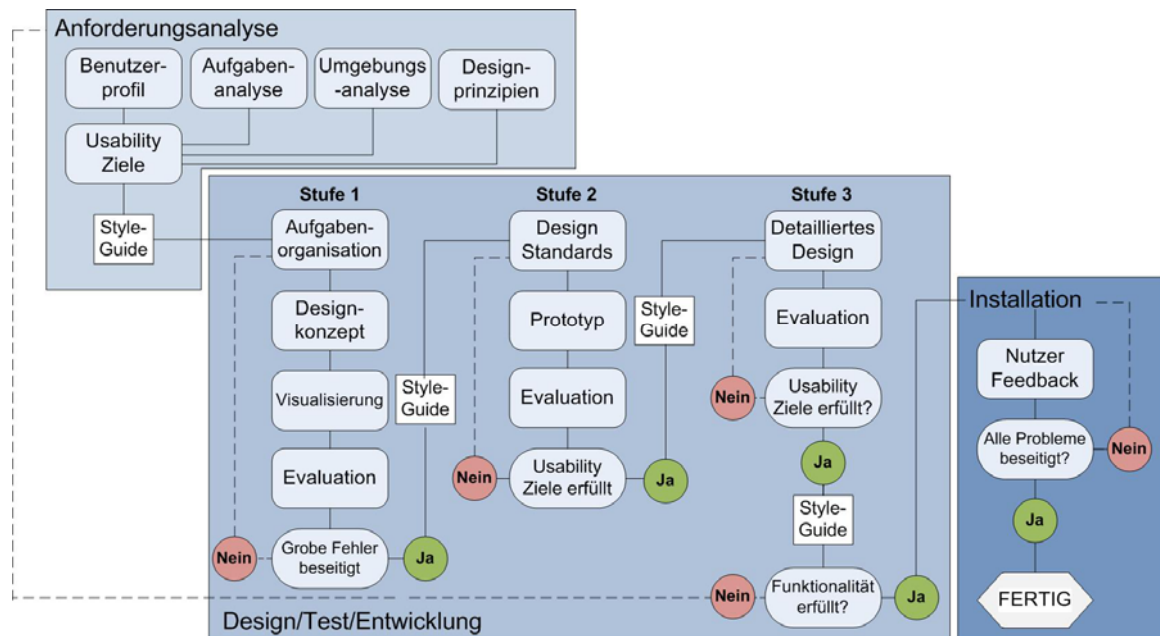 Anforderungsanalyse
Benutzer-
profil
Aufgaben-
analyse
Umgebungs
-analyse
Design-
prinzipien
Usability
Ziele
Style-
Guide
Stufe 1
Aufgaben-
organisation
Design-
konzept
Visualisierung
Evaluation
Grobe Fehler
beseitigt
Nein
Ja
Style-
Guide
Stufe 2
Design
Standards
Prototyp
Evaluation
Usability
Ziele erfüllt
Nein
Ja
Style-
Guide
Stufe 3
Detailliertes
Design
Evaluation
Usability
Ziele erfüllt?
Nein
Ja
Style-
Guide
Funktionalität
erfüllt?
Nein
Ja
Design/Test/Entwicklung
Installation
Nutzer
Feedback
Alle Probleme
beseitigt?
Nein
Ja
FERTIG